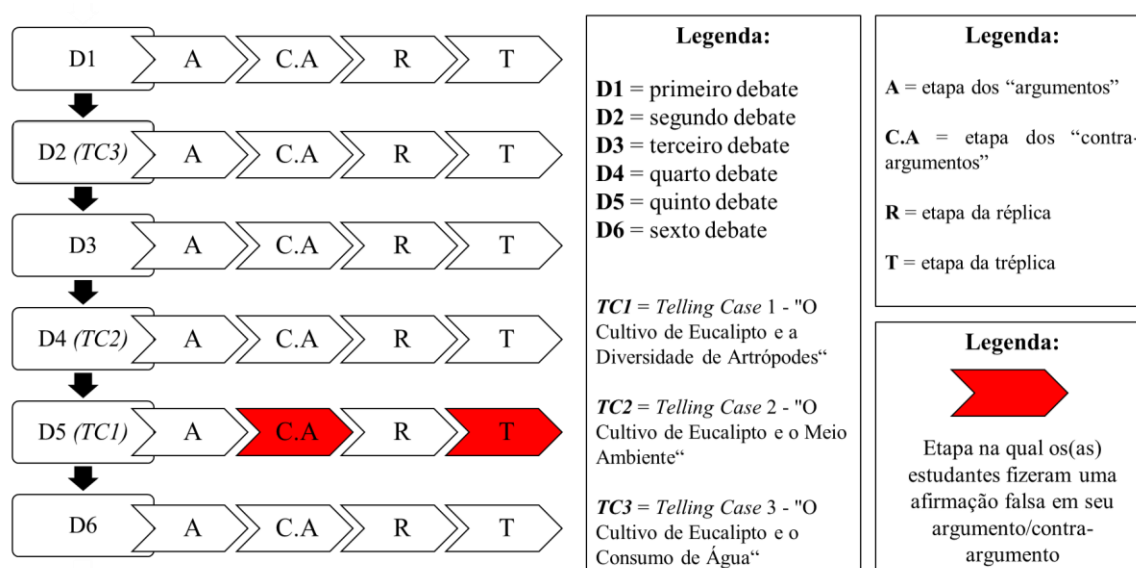 D1 A C.A R T
D2 (TC3) A C.A R T
D3 A C.A R T
D4 (TC2) A C.A R T
D5 (TC1) A C.A R T
D6 A C.A R T
Legenda:
D1 = primeiro debate
D2 = segundo debate
D3 = terceiro debate
D4 = quarto debate
D5 = quinto debate
D6 = sexto debate
TC1 = Telling Case 1 - "O
Cultivo de Eucalipto e a
Diversidade de Artrópodes“
TC2 = Telling Case 2 - "O
Cultivo de Eucalipto e o Meio
Ambiente“
TC3 = Telling Case 3 - "O
Cultivo de Eucalipto e o
Consumo de Água“
Legenda:
A = etapa dos “argumentos”
C.A = etapa dos “contra-
argumentos”
R = etapa da réplica
T = etapa da tréplica
Legenda:
Etapa na qual os(as)
estudantes fizeram uma
afirmação falsa em seu
argumento/contra-
argumento